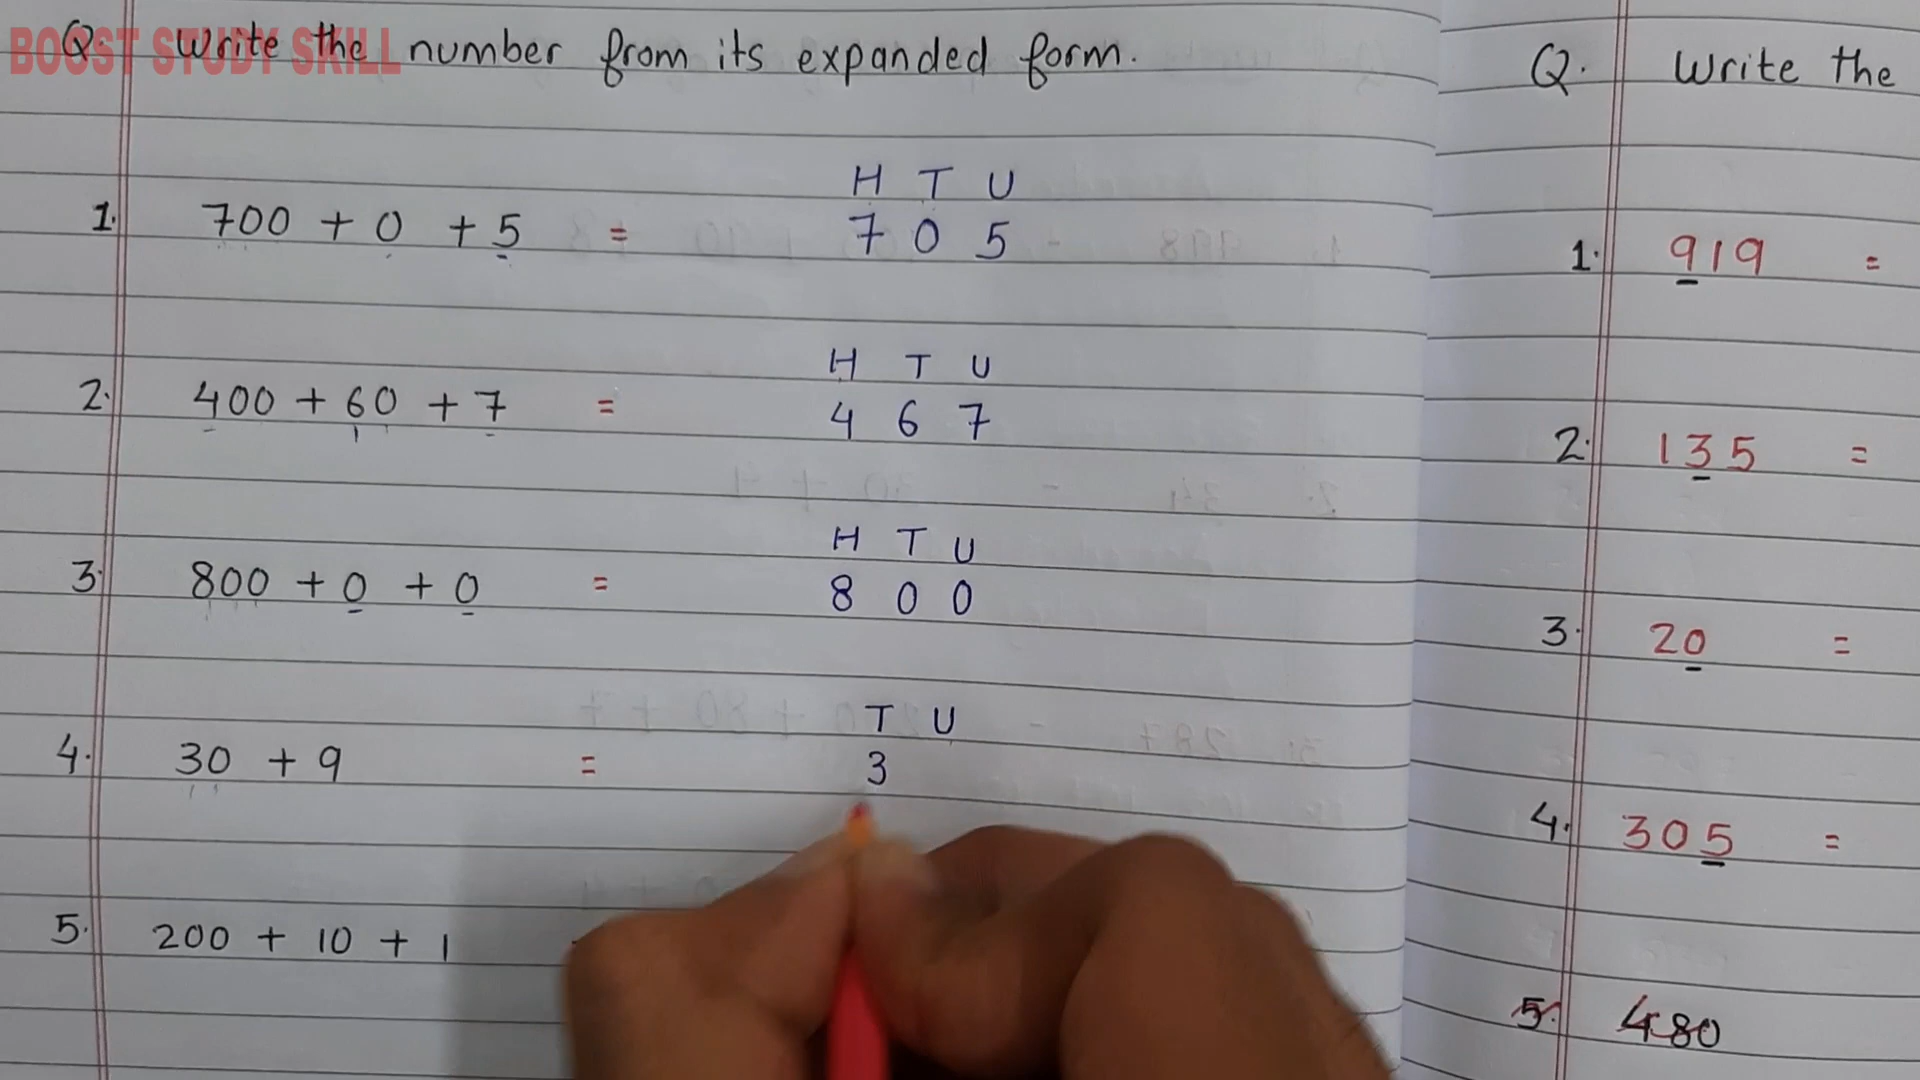 BOOST STUDY SKILL
Q. Write the number from its expanded form.
H T U
1. 700 + 0 + 5 = 7 0 5
H T U
2. 400 + 60 + 7 = 4 6 7
H T U
3. 800 + 0 + 0 = 8 0 0
T U
4. 30 + 9 = 3
5. 200 + 10 + 1
Q. Write the
1. 919 =
2. 135 =
3. 20 =
4. 305 =
5. 480